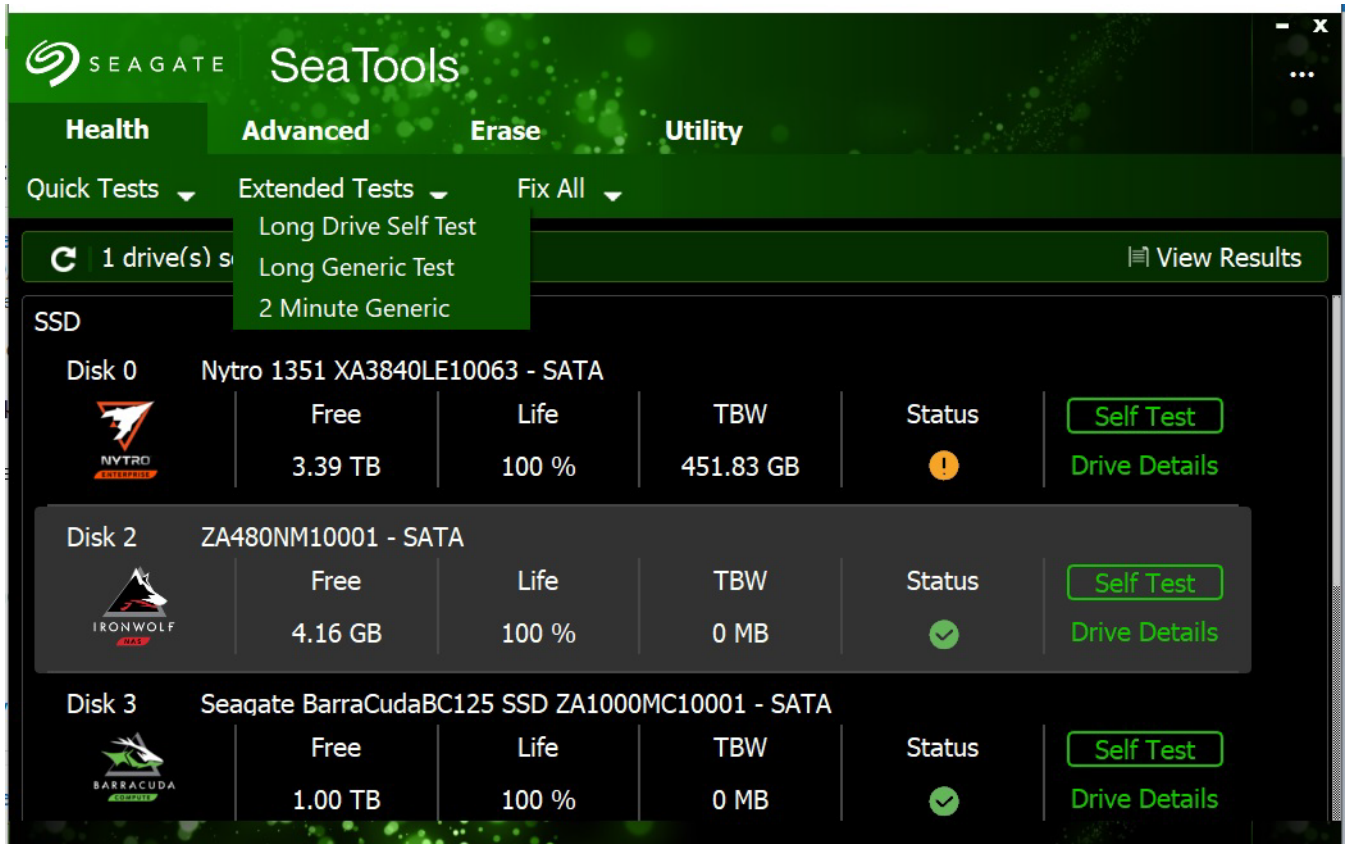 SEAGATE SeaTools
- x
...
Health Advanced Erase Utility
Quick Tests Extended Tests Fix All
Long Drive Self Test
1 drive(s) s View Results
Long Generic Test
2 Minute Generic
SSD
Disk 0 Nytro 1351 XA3840LE10063 - SATA
Free Life TBW Status Self Test
NYTRO
ENTERPRISE
3.39 TB 100 % 451.83 GB ! Drive Details
Disk 2 ZA480NM10001 - SATA
Free Life TBW Status Self Test
IRONWOLF
NAS
4.16 GB 100 % 0 MB Drive Details
Disk 3 Seagate BarraCudaBC125 SSD ZA1000MC10001 - SATA
Free Life TBW Status Self Test
BARRACUDA
COMPUTE
1.00 TB 100 % 0 MB Drive Details